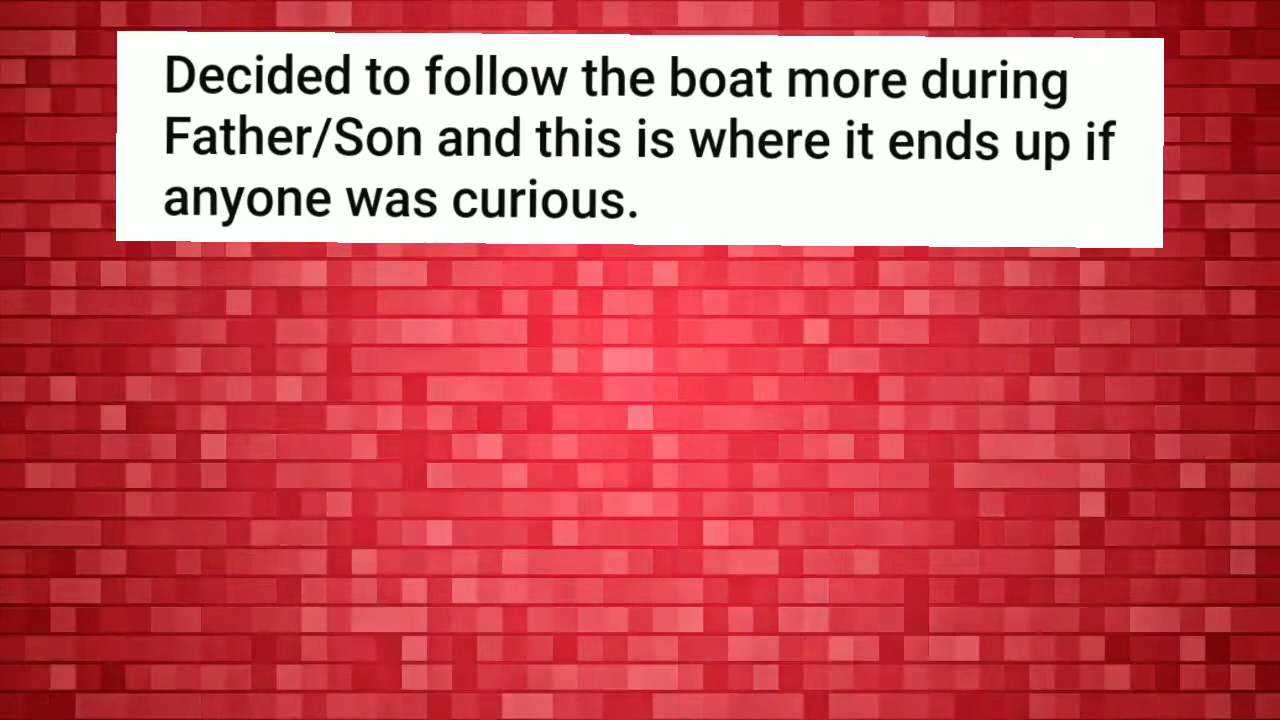 Decided to follow the boat more during
Father/Son and this is where it ends up if
anyone was curious.